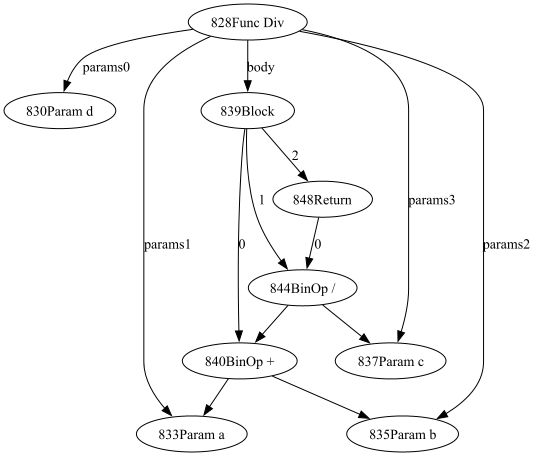 828Func Div
params0
body
830Param d
839Block
2
848Return
params1
0
1
0
params3
params2
844BinOp /
840BinOp +
837Param c
833Param a
835Param b